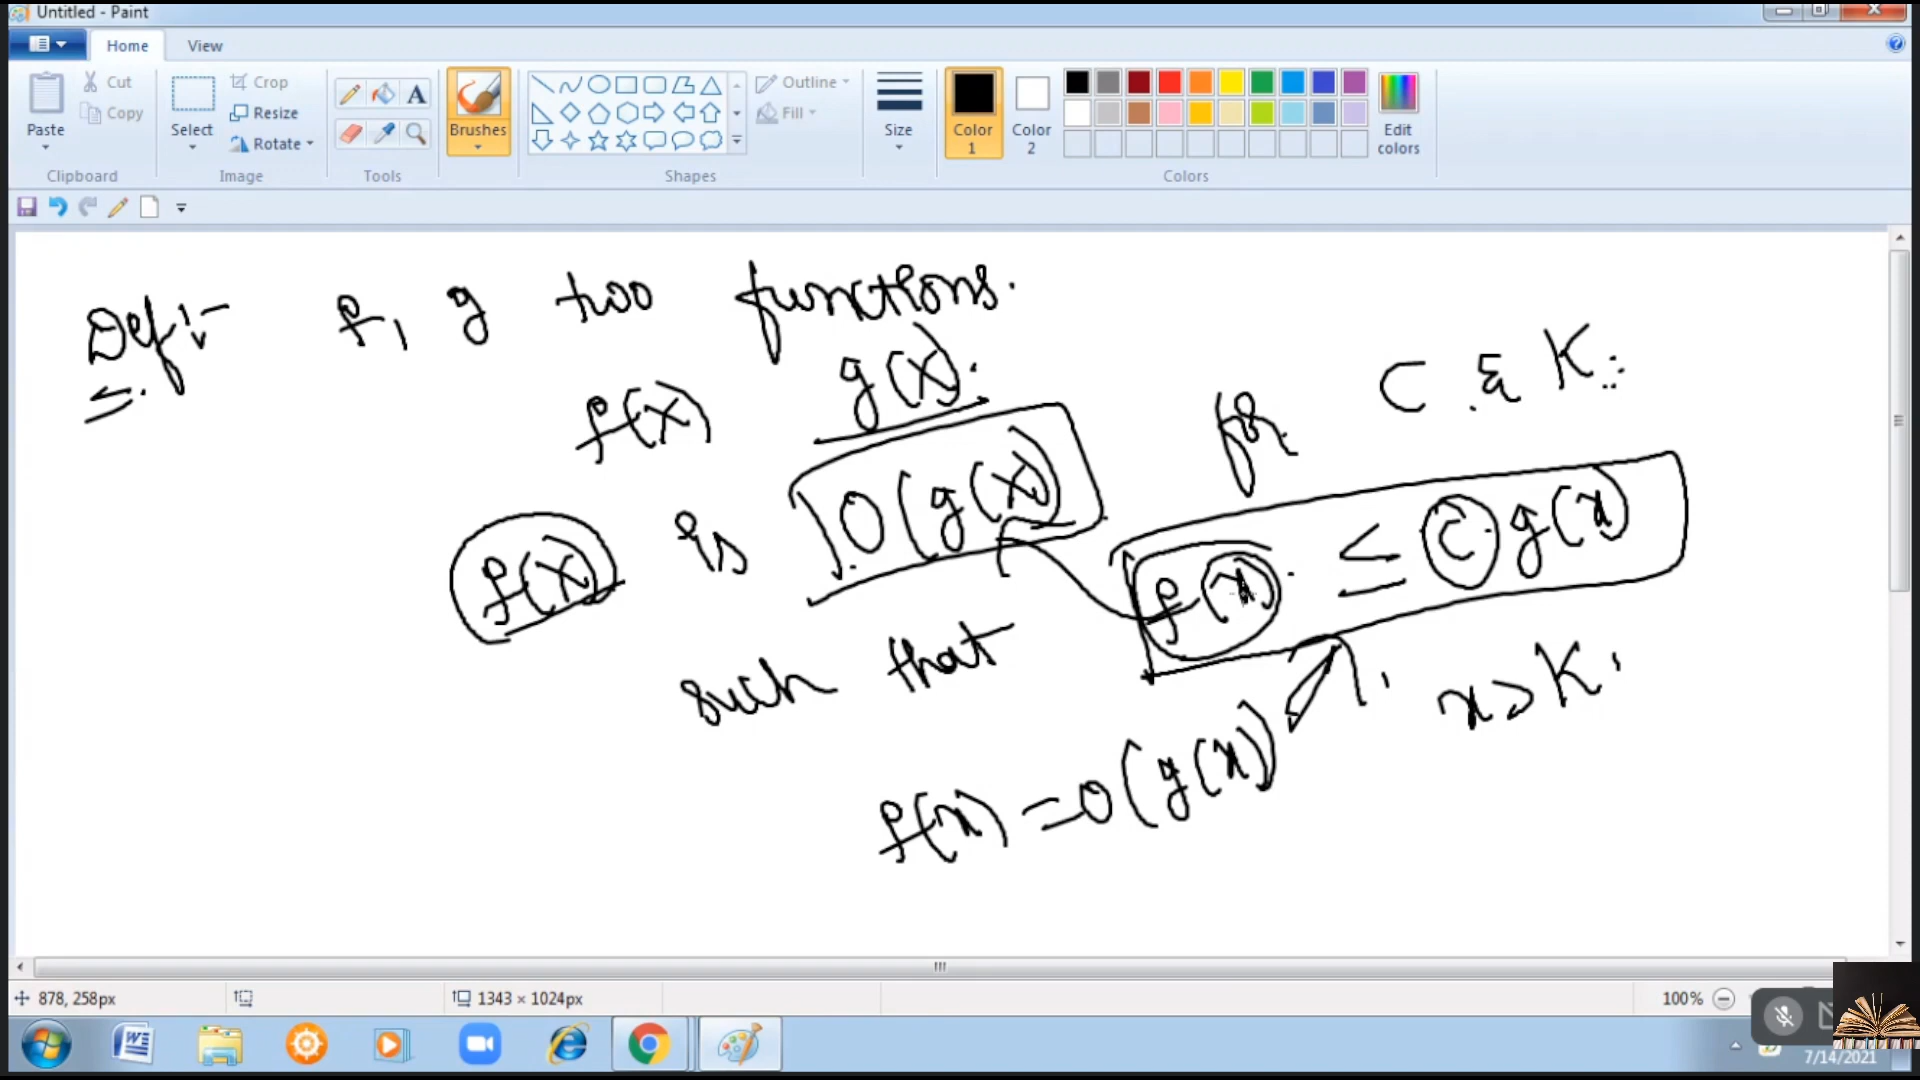 Untitled - Paint
Home View
Cut
Copy
Paste
Clipboard
Crop
Resize
Rotate
Select
Image
Tools
Brushes
Outline
Fill
Shapes
Size
Color 1
Color 2
Edit colors
Colors
Def:- f, g two functions.
f(x) g(x).
for C & K
f(x) is O(g(x)
f(x) ≤ C g(x)
such that
x > K
f(x) = O(g(x))
878, 258px
1343 × 1024px
100%
7/14/2021